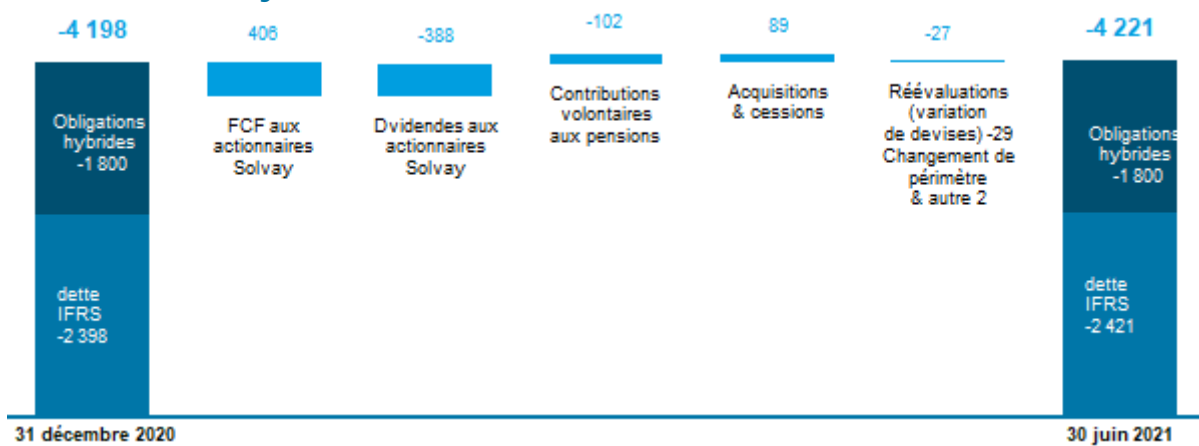 -4 198
406
-388
-102
89
-27
-4 221
Obligations
hybrides
-1 800
FCF aux
actionnaires
Solvay
Dvidendes aux
actionnaires
Solvay
Contributions
volontaires
aux pensions
Acquisitions
& cessions
Réévaluations
(variation
de devises) -29
Changement de
périmètre
& autre 2
Obligations
hybrides
-1 800
dette
IFRS
-2 398
dette
IFRS
-2 421
31 décembre 2020
30 juin 2021